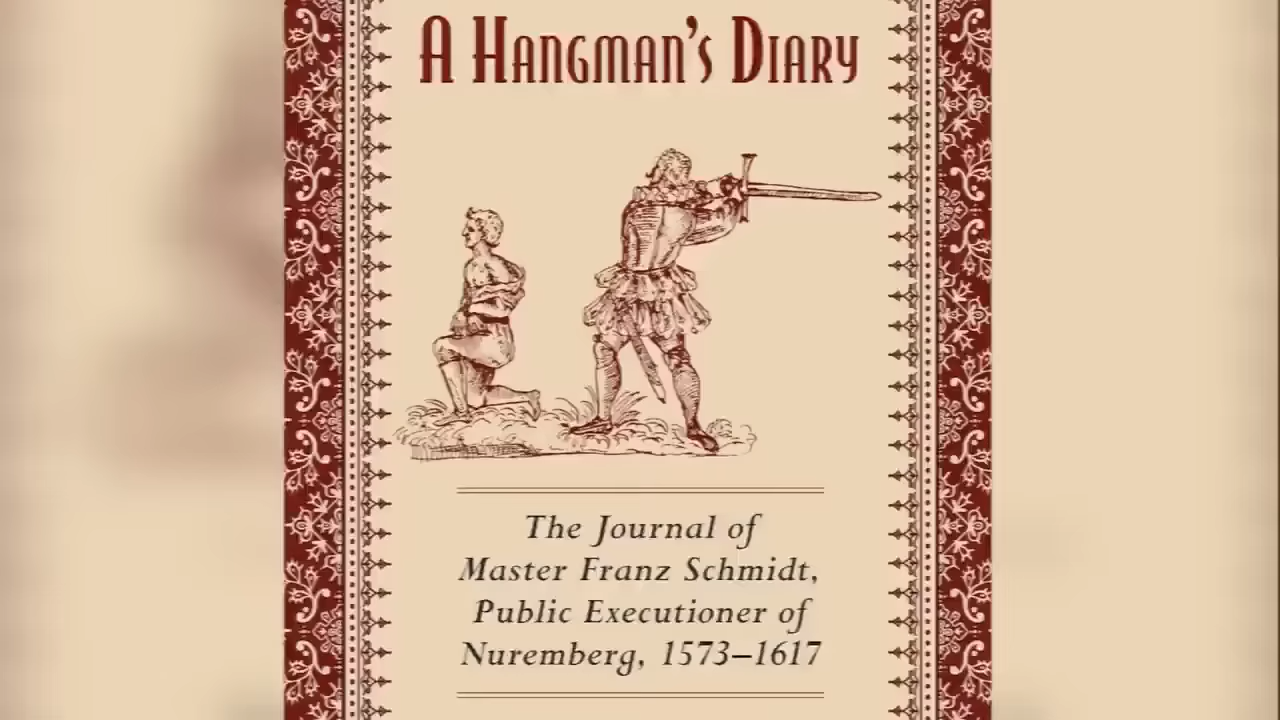 A Hangman's Diary
The Journal of
Master Franz Schmidt,
Public Executioner of
Nuremberg, 1573–1617